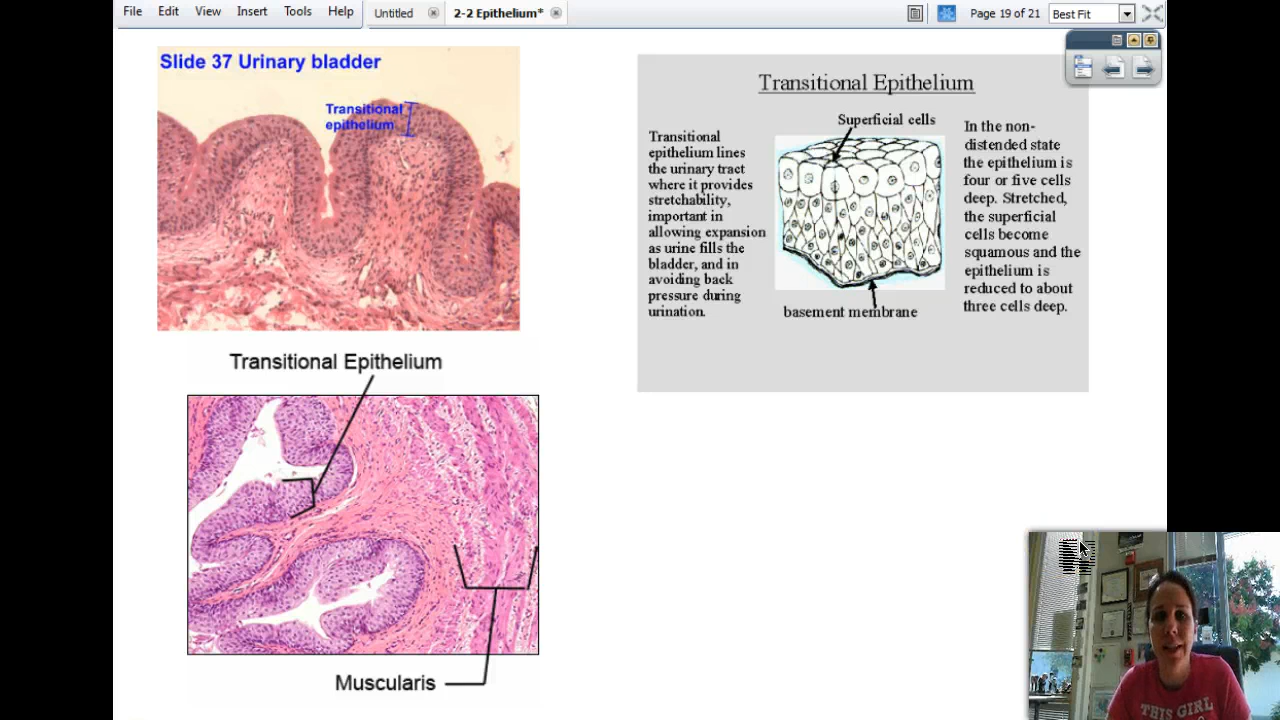 File Edit View Insert Tools Help
Untitled
2-2 Epithelium*
Page 19 of 21
Best Fit
Slide 37 Urinary bladder
Transitional
epithelium
Transitional Epithelium
Muscularis
Transitional Epithelium
Superficial cells
Transitional
epithelium lines
the urinary tract
where it provides
stretchability,
important in
allowing expansion
as urine fills the
bladder, and in
avoiding back
pressure during
urination.
basement membrane
In the non-
distended state
the epithelium is
four or five cells
deep. Stretched,
the superficial
cells become
squamous and the
epithelium is
reduced to about
three cells deep.
THIS GIRL